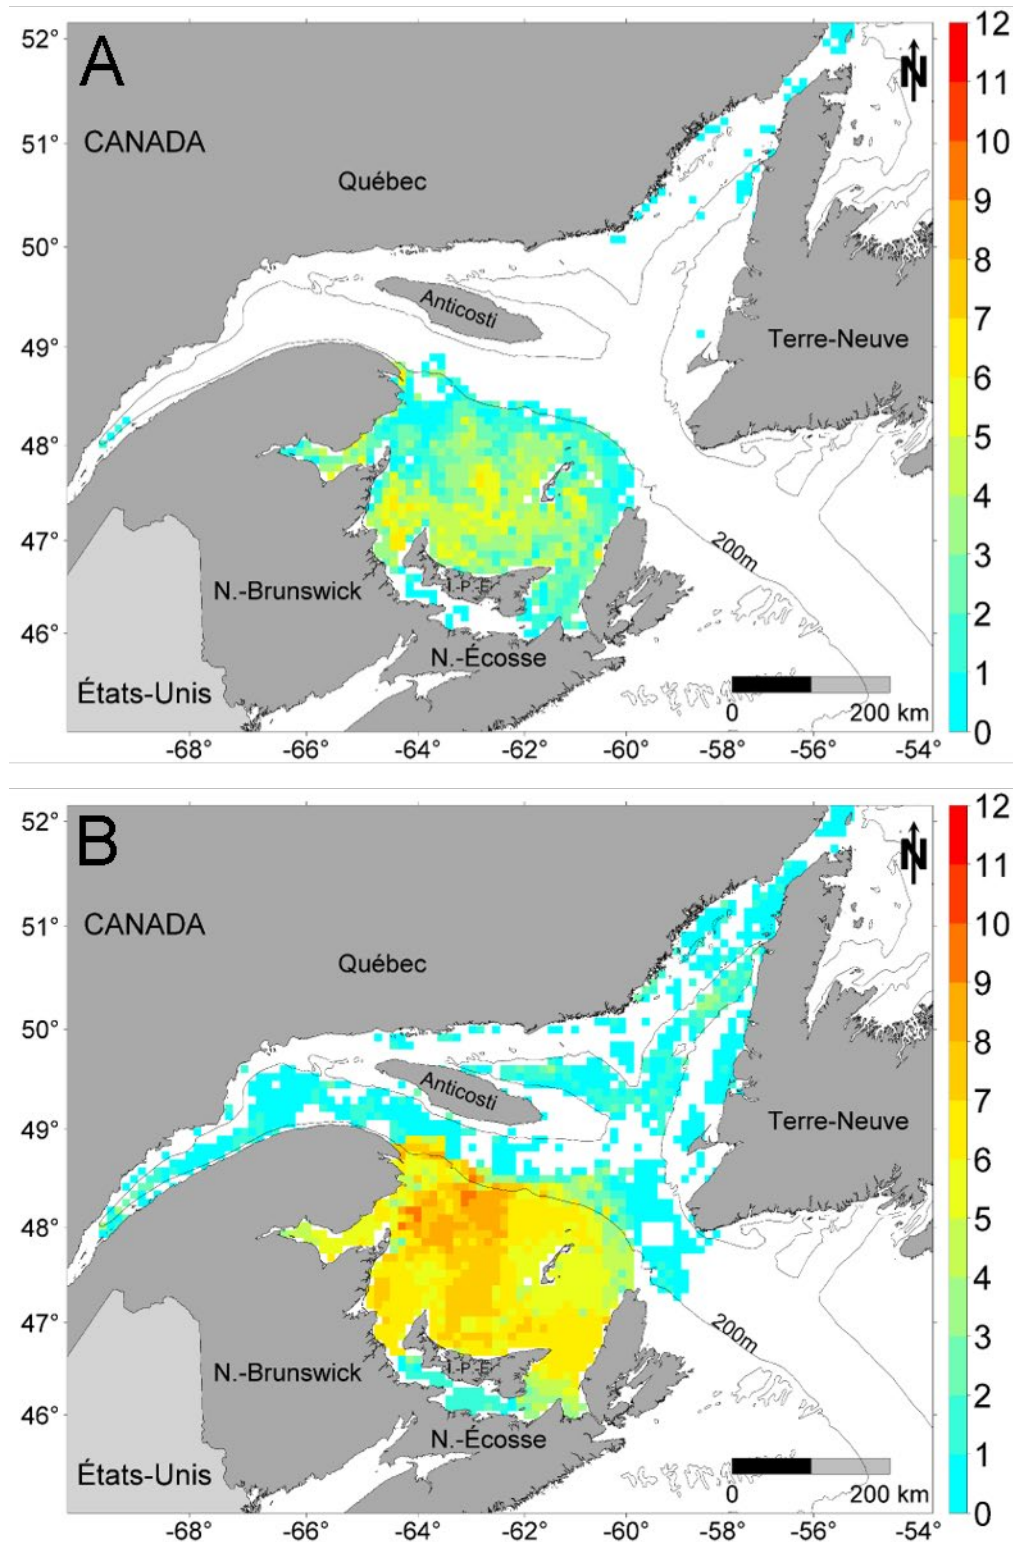 A
N
CANADA
Québec
Anticosti
Terre-Neuve
200m
N.-Brunswick
I.-P.-É.
N.-Écosse
États-Unis
0 200 km
52°
51°
50°
49°
48°
47°
46°
-68° -66° -64° -62° -60° -58° -56° -54°
12
11
10
9
8
7
6
5
4
3
2
1
0
B
N
CANADA
Québec
Anticosti
Terre-Neuve
200m
N.-Brunswick
I.-P.-É.
N.-Écosse
États-Unis
0 200 km
52°
51°
50°
49°
48°
47°
46°
-68° -66° -64° -62° -60° -58° -56° -54°
12
11
10
9
8
7
6
5
4
3
2
1
0